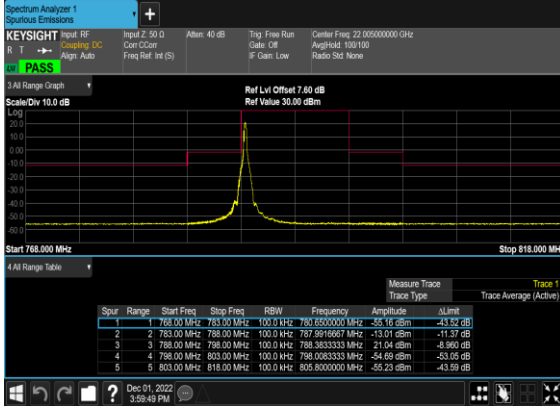 Spectrum Analyzer 1
Spurious Emissions
+
KEYSIGHT Input: RF Input Z: 50 Ω Atten: 40 dB Trig: Free Run Center Freq: 22.005000000 GHz
R T Coupling: DC Corr CCorr Gate: Off Avg|Hold: 100/100
Align: Auto Freq Ref: Int (S) IF Gain: Low Radio Std: None
LXI PASS
3 All Range Graph
Ref Lvl Offset 7.60 dB
Scale/Div 10.0 dB Ref Value 30.00 dBm
Log
20.0
10.0
0.00
-10.0
-20.0
-30.0
-40.0
-50.0
-60.0
Start 768.000 MHz Stop 818.000 MH
4 All Range Table
Measure Trace Trace 1
Trace Type Trace Average (Active)
Spur Range Start Freq Stop Freq RBW Frequency Amplitude ΔLimit
1 1 768.00 MHz 783.00 MHz 100.0 kHz 780.6500000 MHz -55.16 dBm -43.52 dB
2 2 783.00 MHz 788.00 MHz 100.0 kHz 787.9916667 MHz -13.01 dBm -11.37 dB
3 3 788.00 MHz 798.00 MHz 100.0 kHz 788.3833333 MHz 21.04 dBm -8.960 dB
4 4 798.00 MHz 803.00 MHz 100.0 kHz 798.0083333 MHz -54.69 dBm -53.05 dB
5 5 803.00 MHz 818.00 MHz 100.0 kHz 805.8000000 MHz -55.23 dBm -43.59 dB
? Dec 01, 2022
3:59:49 PM